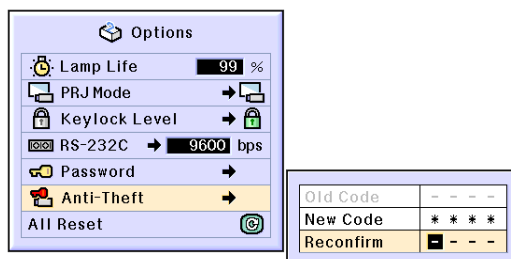 Options
Lamp Life 99 %
PRJ Mode
Keylock Level
RS-232C 9600 bps
Password
Anti-Theft
All Reset
Old Code - - - -
New Code * * * *
Reconfirm - - - -